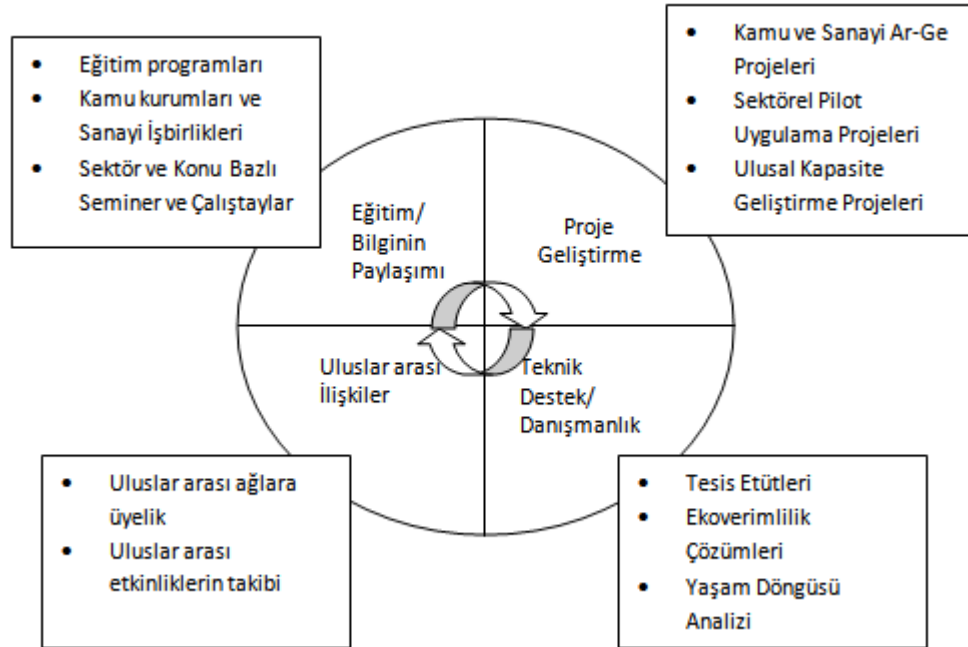 • Eğitim programları
• Kamu kurumları ve
Sanayi İşbirlikleri
• Sektör ve Konu Bazlı
Seminer ve Çalıştaylar
• Kamu ve Sanayi Ar-Ge
Projeleri
• Sektörel Pilot
Uygulama Projeleri
• Ulusal Kapasite
Geliştirme Projeleri
Eğitim/
Bilginin
Paylaşımı
Proje
Geliştirme
Uluslar arası
İlişkiler
Teknik
Destek/
Danışmanlık
• Uluslar arası ağlara
üyelik
• Uluslar arası
etkinliklerin takibi
• Tesis Etütleri
• Ekoverimlilik
Çözümleri
• Yaşam Döngüsü
Analizi